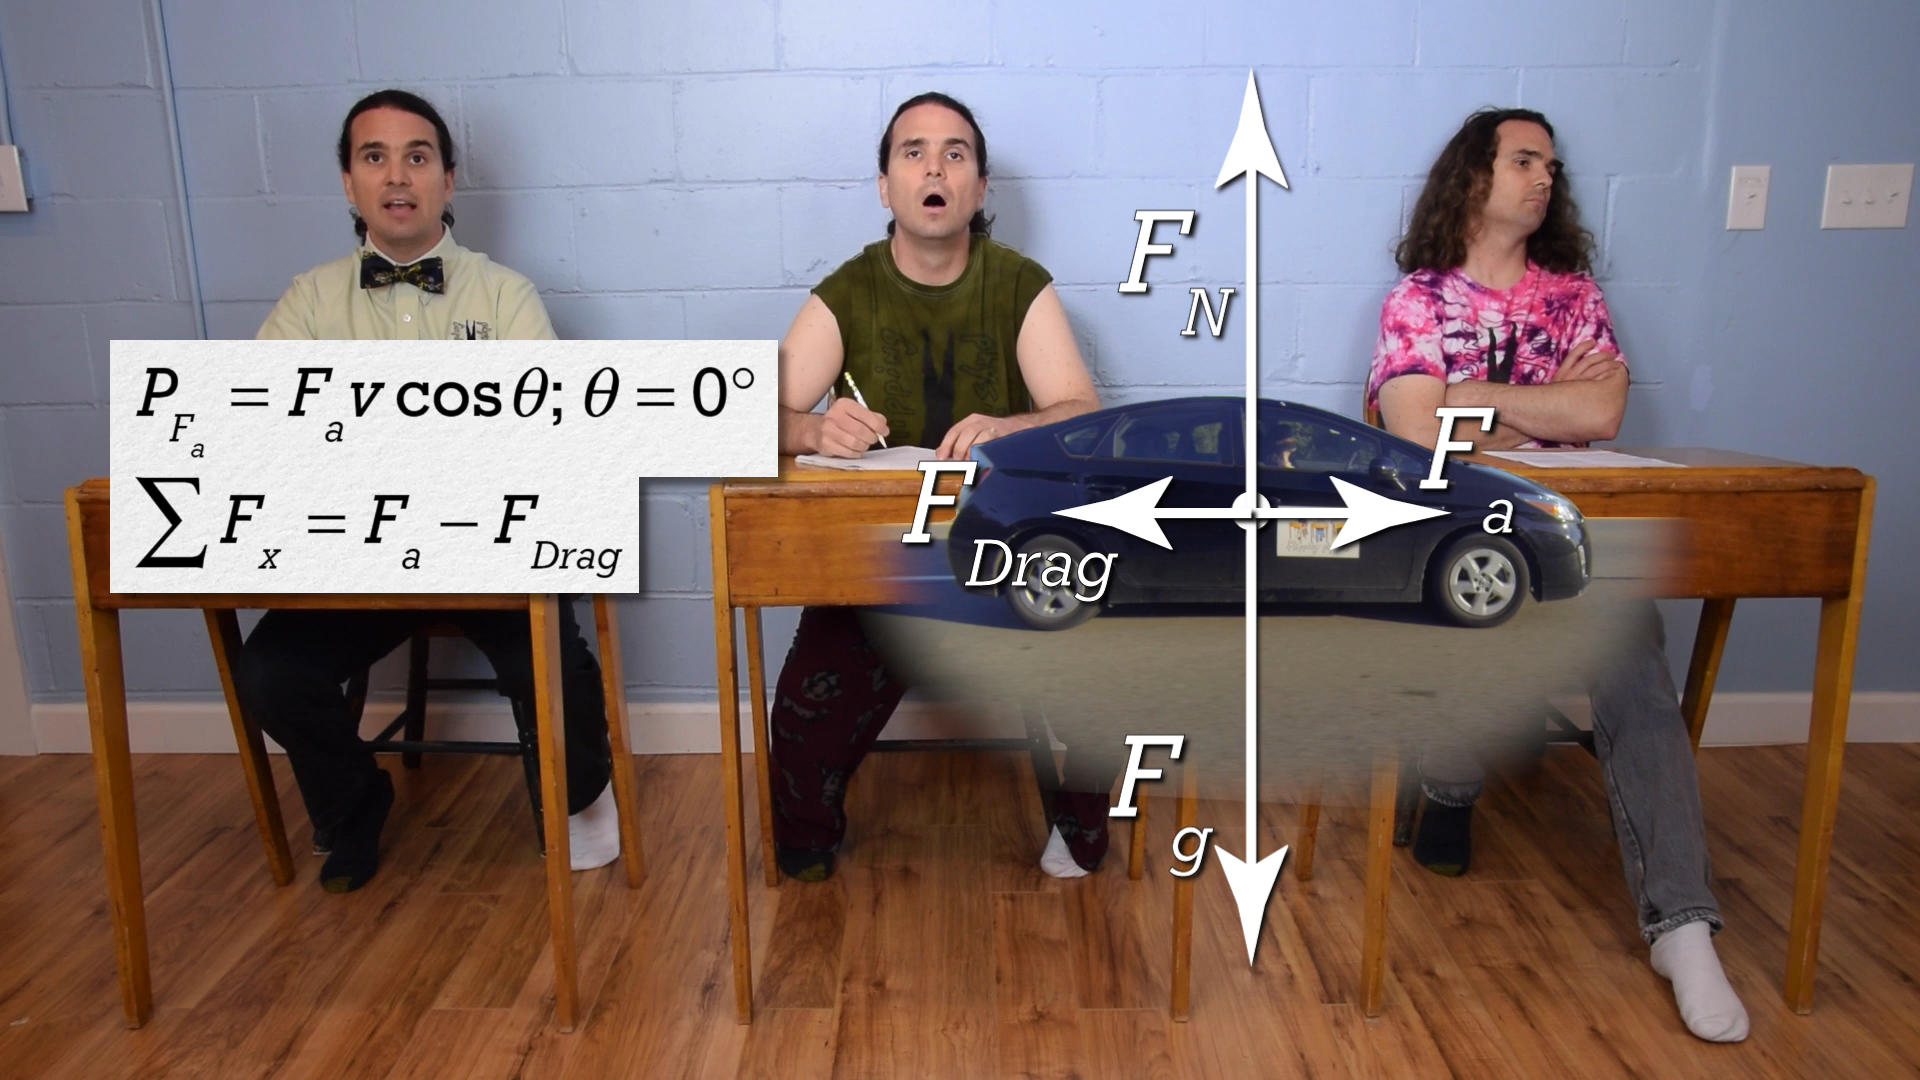 P_{F_a} = F_a v cos θ; θ = 0°
∑ F_x = F_a − F_Drag
F_N
F_a
F_Drag
F_g